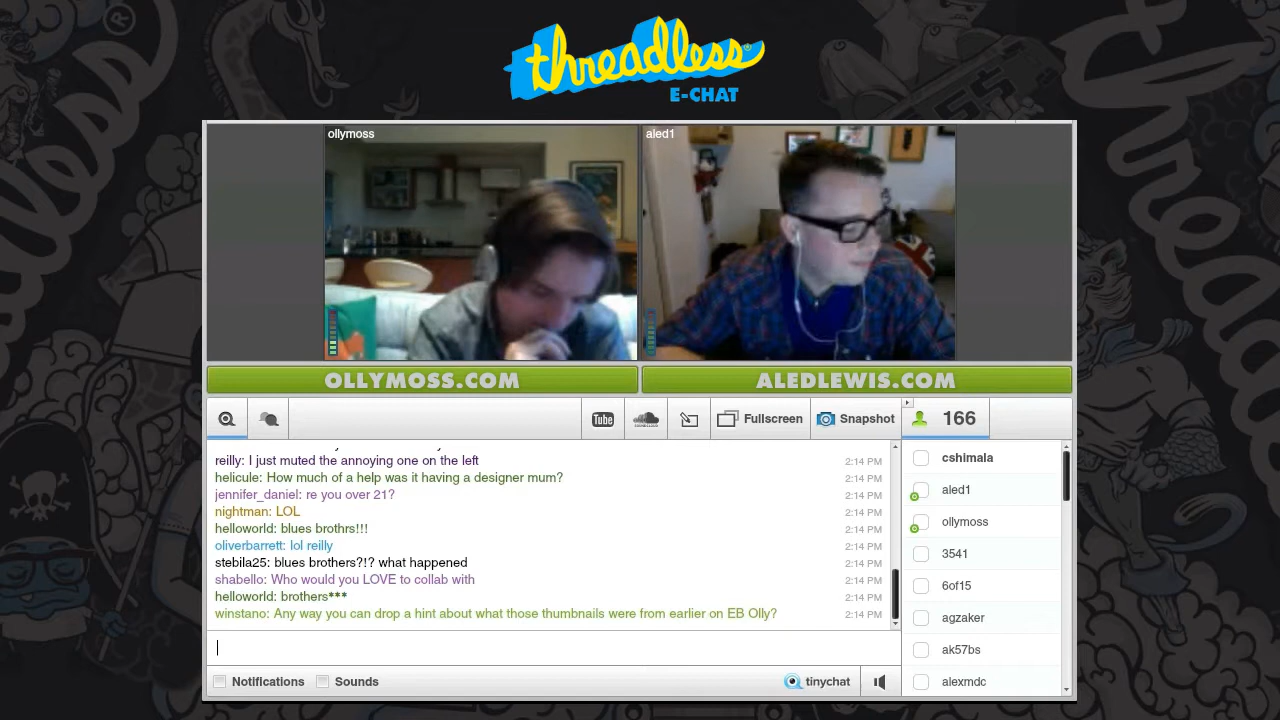 threadless
E-CHAT
ollymoss
aled1
OLLYMOSS.COM
ALEDLEWIS.COM
You Tube
SOUNDCLOUD
Fullscreen
Snapshot
166
reilly: I just muted the annoying one on the left 2:14 PM
helicule: How much of a help was it having a designer mum? 2:14 PM
jennifer_daniel: re you over 21? 2:14 PM
nightman: LOL 2:14 PM
helloworld: blues brothrs!!! 2:14 PM
oliverbarrett: lol reilly 2:14 PM
stebila25: blues brothers?!? what happened 2:14 PM
shabello: Who would you LOVE to collab with 2:14 PM
helloworld: brothers*** 2:14 PM
winstano: Any way you can drop a hint about what those thumbnails were from earlier on EB Olly? 2:14 PM
cshimala
aled1
ollymoss
3541
6of15
agzaker
ak57bs
alexmdc
Notifications
Sounds
tinychat